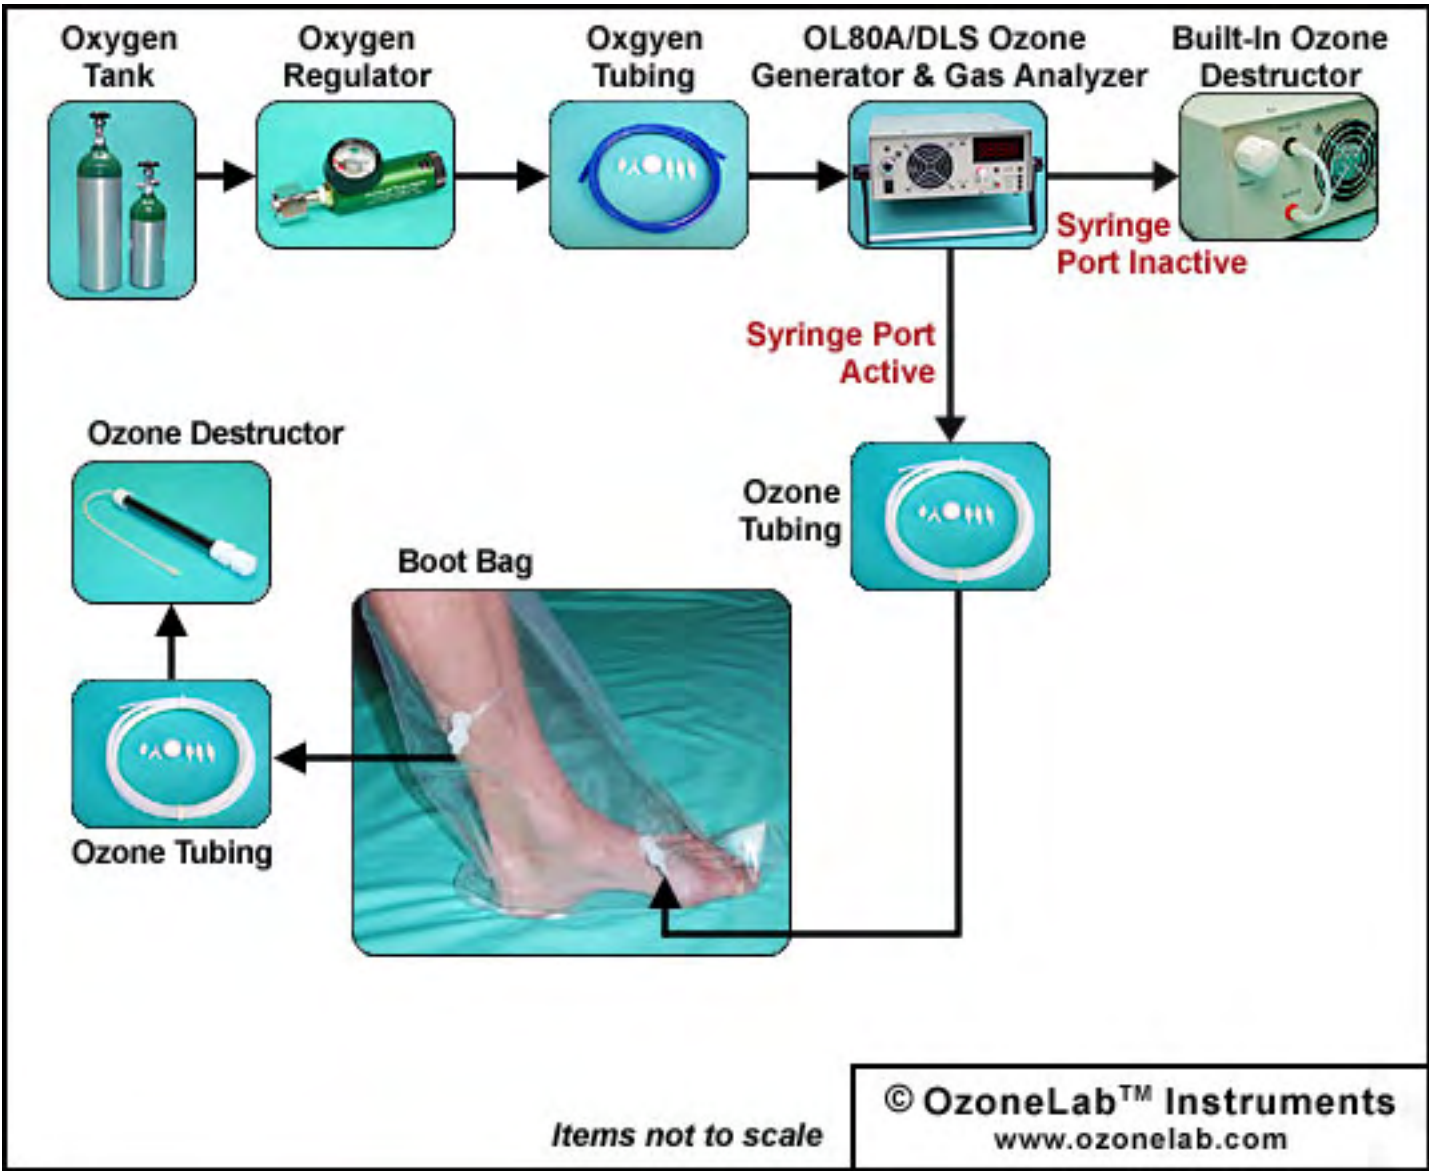 Oxygen
Tank
Oxygen
Regulator
Oxgyen
Tubing
OL80A/DLS Ozone
Generator & Gas Analyzer
Built-In Ozone
Destructor
Syringe
Port Inactive
Syringe Port
Active
Ozone Destructor
Ozone
Tubing
Boot Bag
Ozone Tubing
Items not to scale
© OzoneLab™ Instruments
www.ozonelab.com